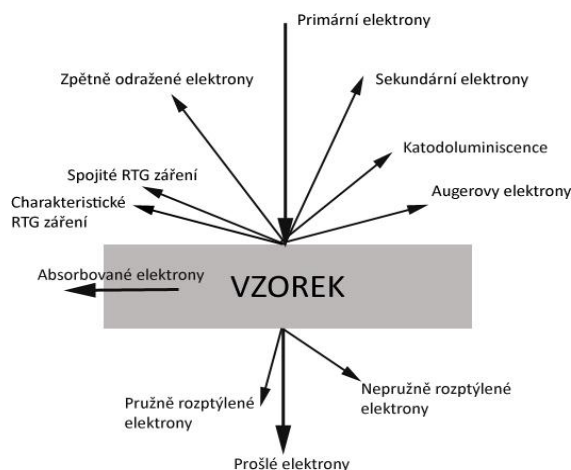 Primární elektrony
Zpětně odražené elektrony
Sekundární elektrony
Katodoluminiscence
Spojité RTG záření
Charakteristické
RTG záření
Augerovy elektrony
Absorbované elektrony
VZOREK
Pružně rozptýlené
elektrony
Nepružně rozptýlené
elektrony
Prošlé elektrony